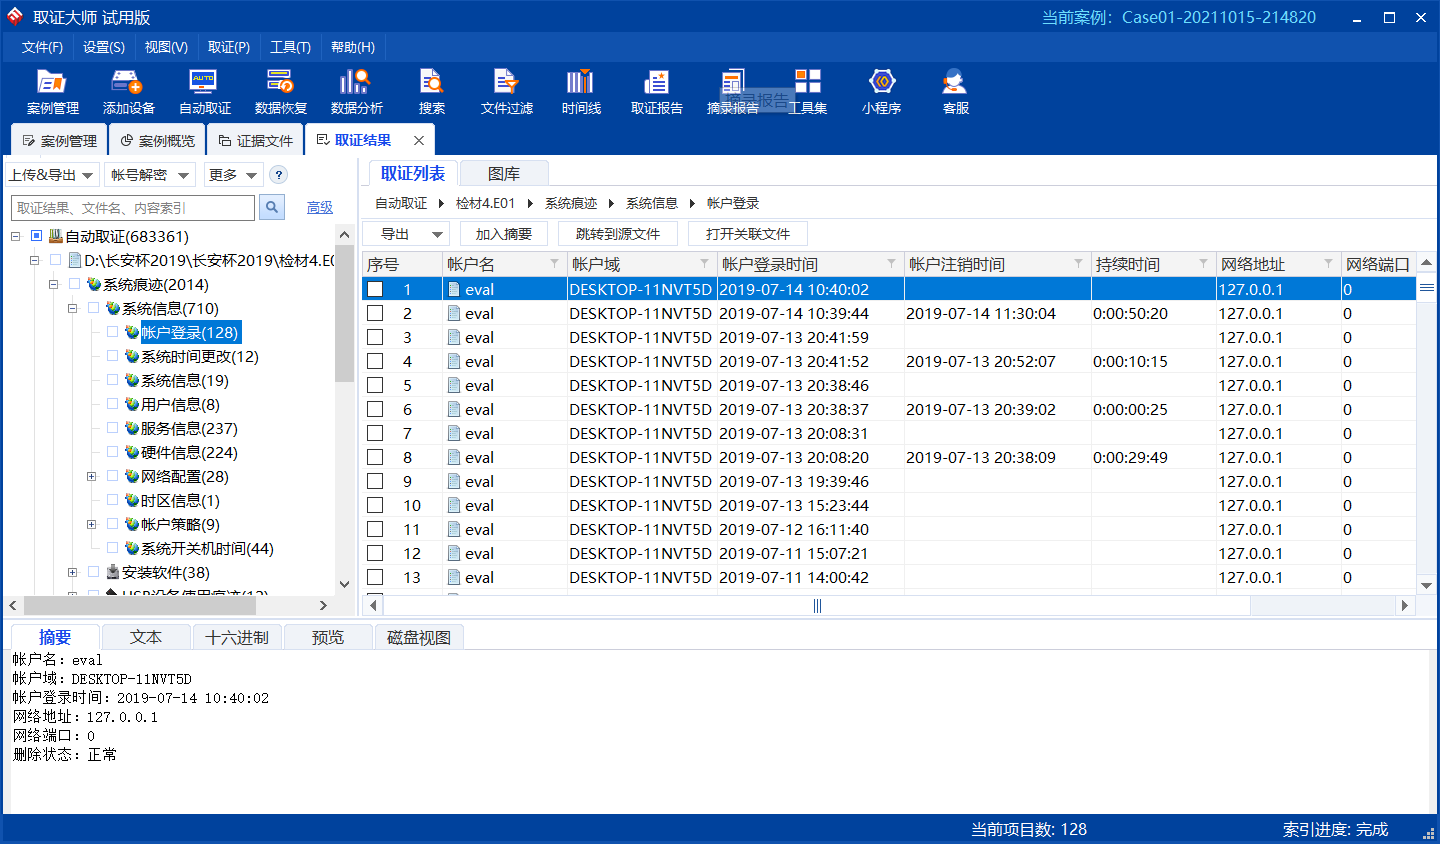 取证大师 试用版
当前案例：Case01-20211015-214820
文件(F) 设置(S) 视图(V) 取证(P) 工具(T) 帮助(H)
AUTO
案例管理 添加设备 自动取证 数据恢复 数据分析 搜索 文件过滤 时间线 取证报告 摘录报告 工具集 小程序 客服
案例管理 案例概览 证据文件 取证结果
上传&导出 帐号解密 更多 ?
取证结果、文件名、内容索引 高级
自动取证(683361)
D:\长安杯2019\长安杯2019\检材4.E0
系统痕迹(2014)
系统信息(710)
帐户登录(128)
系统时间更改(12)
系统信息(19)
用户信息(8)
服务信息(237)
硬件信息(224)
网络配置(28)
时区信息(1)
帐户策略(9)
系统开关机时间(44)
安装软件(38)
USB设备使用痕迹(12)
取证列表 图库
自动取证 检材4.E01 系统痕迹 系统信息 帐户登录
导出 加入摘要 跳转到源文件 打开关联文件
序号 帐户名 帐户域 帐户登录时间 帐户注销时间 持续时间 网络地址 网络端口
1 eval DESKTOP-11NVT5D 2019-07-14 10:40:02 127.0.0.1 0
2 eval DESKTOP-11NVT5D 2019-07-14 10:39:44 2019-07-14 11:30:04 0:00:50:20 127.0.0.1 0
3 eval DESKTOP-11NVT5D 2019-07-13 20:41:59 127.0.0.1 0
4 eval DESKTOP-11NVT5D 2019-07-13 20:41:52 2019-07-13 20:52:07 0:00:10:15 127.0.0.1 0
5 eval DESKTOP-11NVT5D 2019-07-13 20:38:46 127.0.0.1 0
6 eval DESKTOP-11NVT5D 2019-07-13 20:38:37 2019-07-13 20:39:02 0:00:00:25 127.0.0.1 0
7 eval DESKTOP-11NVT5D 2019-07-13 20:08:31 127.0.0.1 0
8 eval DESKTOP-11NVT5D 2019-07-13 20:08:20 2019-07-13 20:38:09 0:00:29:49 127.0.0.1 0
9 eval DESKTOP-11NVT5D 2019-07-13 19:39:46 127.0.0.1 0
10 eval DESKTOP-11NVT5D 2019-07-13 15:23:44 127.0.0.1 0
11 eval DESKTOP-11NVT5D 2019-07-12 16:11:40 127.0.0.1 0
12 eval DESKTOP-11NVT5D 2019-07-11 15:07:21 127.0.0.1 0
13 eval DESKTOP-11NVT5D 2019-07-11 14:00:42 127.0.0.1 0
摘要 文本 十六进制 预览 磁盘视图
帐户名：eval
帐户域：DESKTOP-11NVT5D
帐户登录时间：2019-07-14 10:40:02
网络地址：127.0.0.1
网络端口：0
删除状态：正常
当前项目数: 128
索引进度: 完成